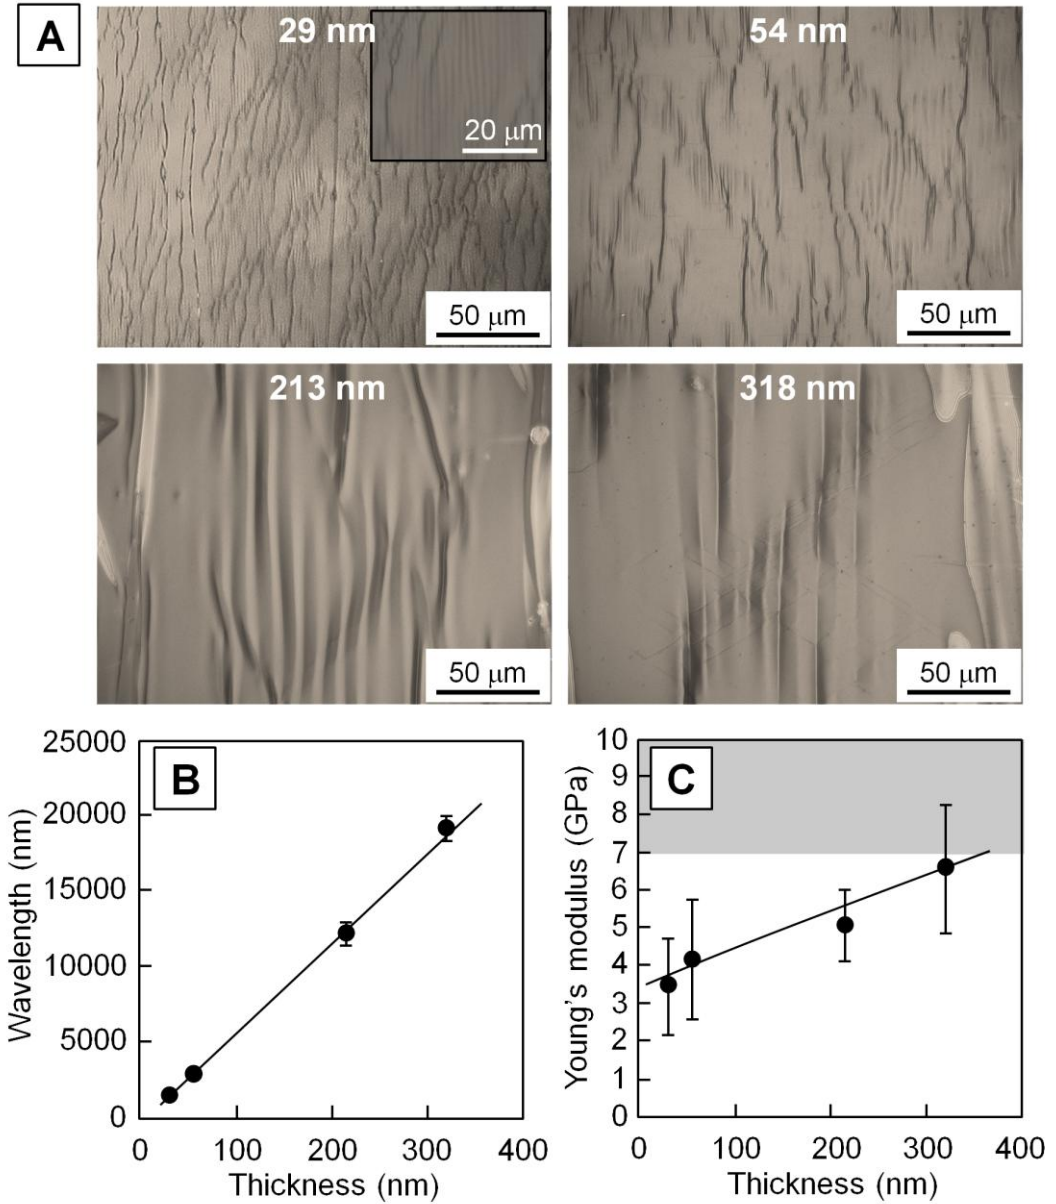 A
29 nm
20 μm
50 μm
54 nm
50 μm
213 nm
50 μm
318 nm
50 μm
B
Wavelength (nm)
25000
20000
15000
10000
5000
0
0 100 200 300 400
Thickness (nm)
C
Young's modulus (GPa)
10
9
8
7
6
5
4
3
2
1
0
0 100 200 300 400
Thickness (nm)